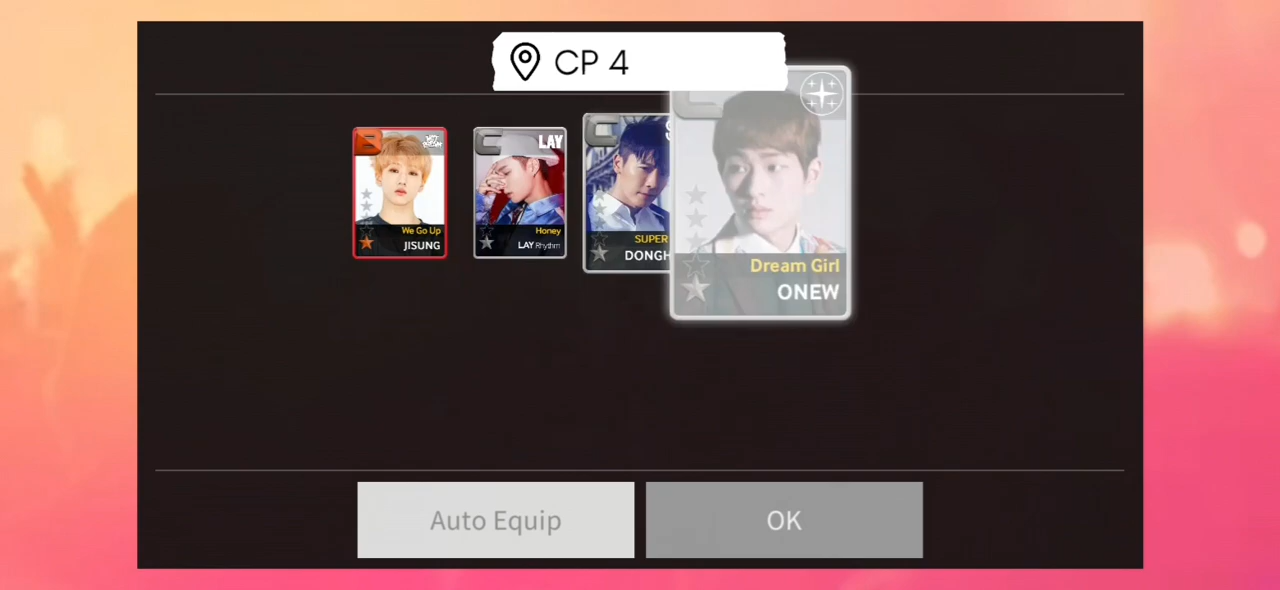 CP 4
B
We Go Up
JISUNG
C
LAY
Honey
LAY Rhythm
C
SUPER
DONGH
Dream Girl
ONEW
Auto Equip
OK